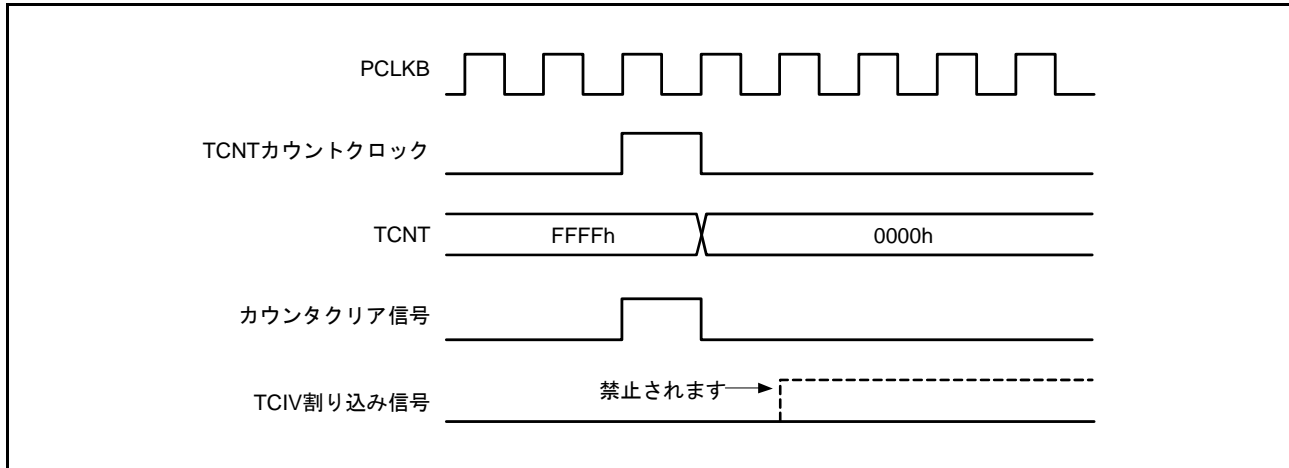 PCLKB
TCNTカウントクロック
TCNT
FFFFh
0000h
カウンタクリア信号
禁止されます
TCIV割り込み信号